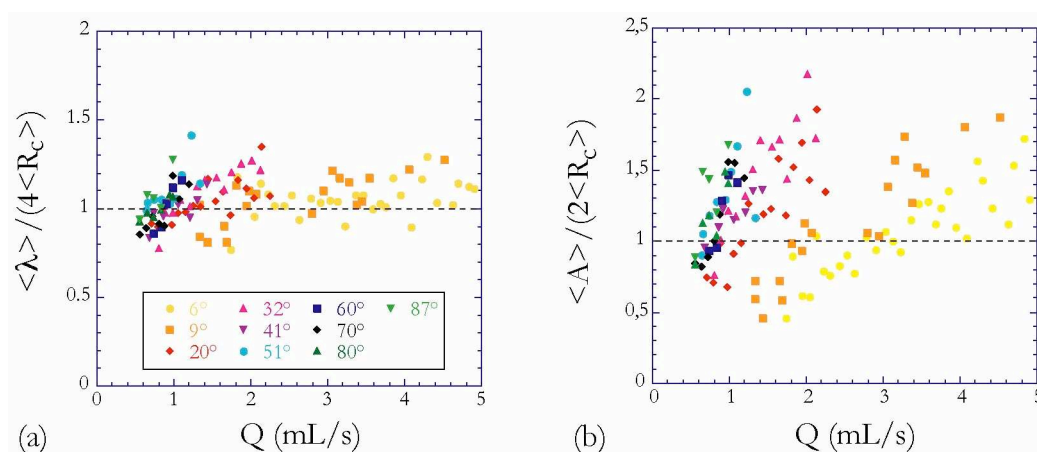 2
1.5
1
0.5
0
<λ>/(4<R_c>)
6° 32° 60° 87°
9° 41° 70°
20° 51° 80°
0 1 2 3 4 5
(a) Q (mL/s)
2,5
2
1,5
1
0,5
0
<A>/(2<R_c>)
0 1 2 3 4 5
(b) Q (mL/s)